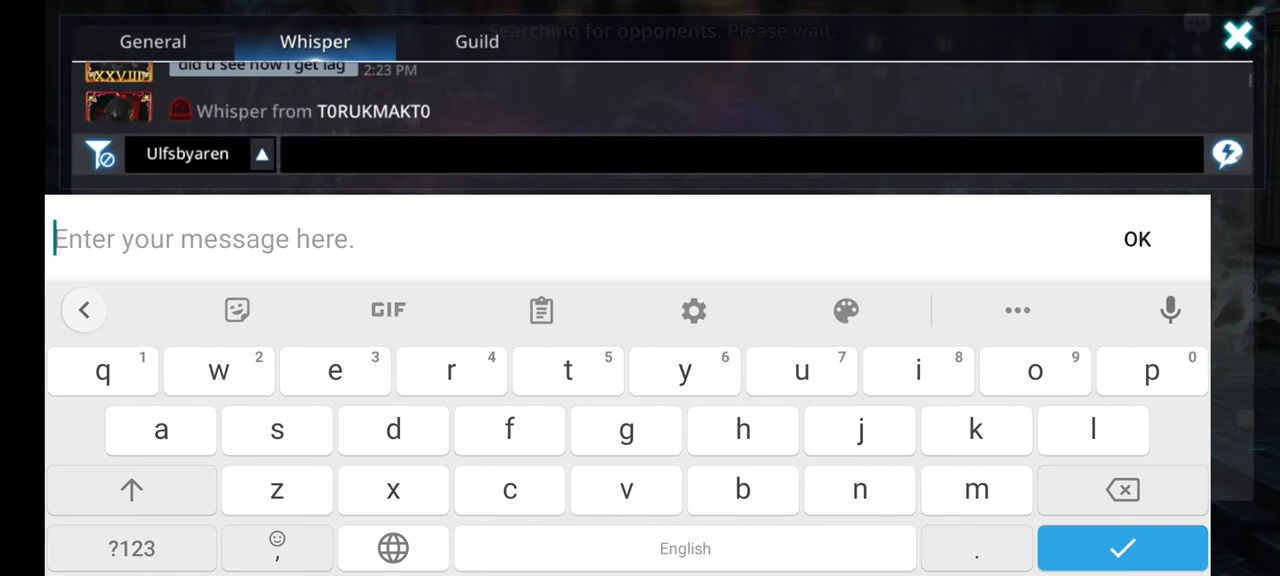 Searching for opponents. Please wait.
General Whisper Guild
XXVIII did u see how i get lag 2:23 PM
Whisper from T0RUKMAKT0
Ulfsbyaren
Enter your message here. OK
GIF
q 1 w 2 e 3 r 4 t 5 y 6 u 7 i 8 o 9 p 0
a s d f g h j k l
z x c v b n m
?123 , English .